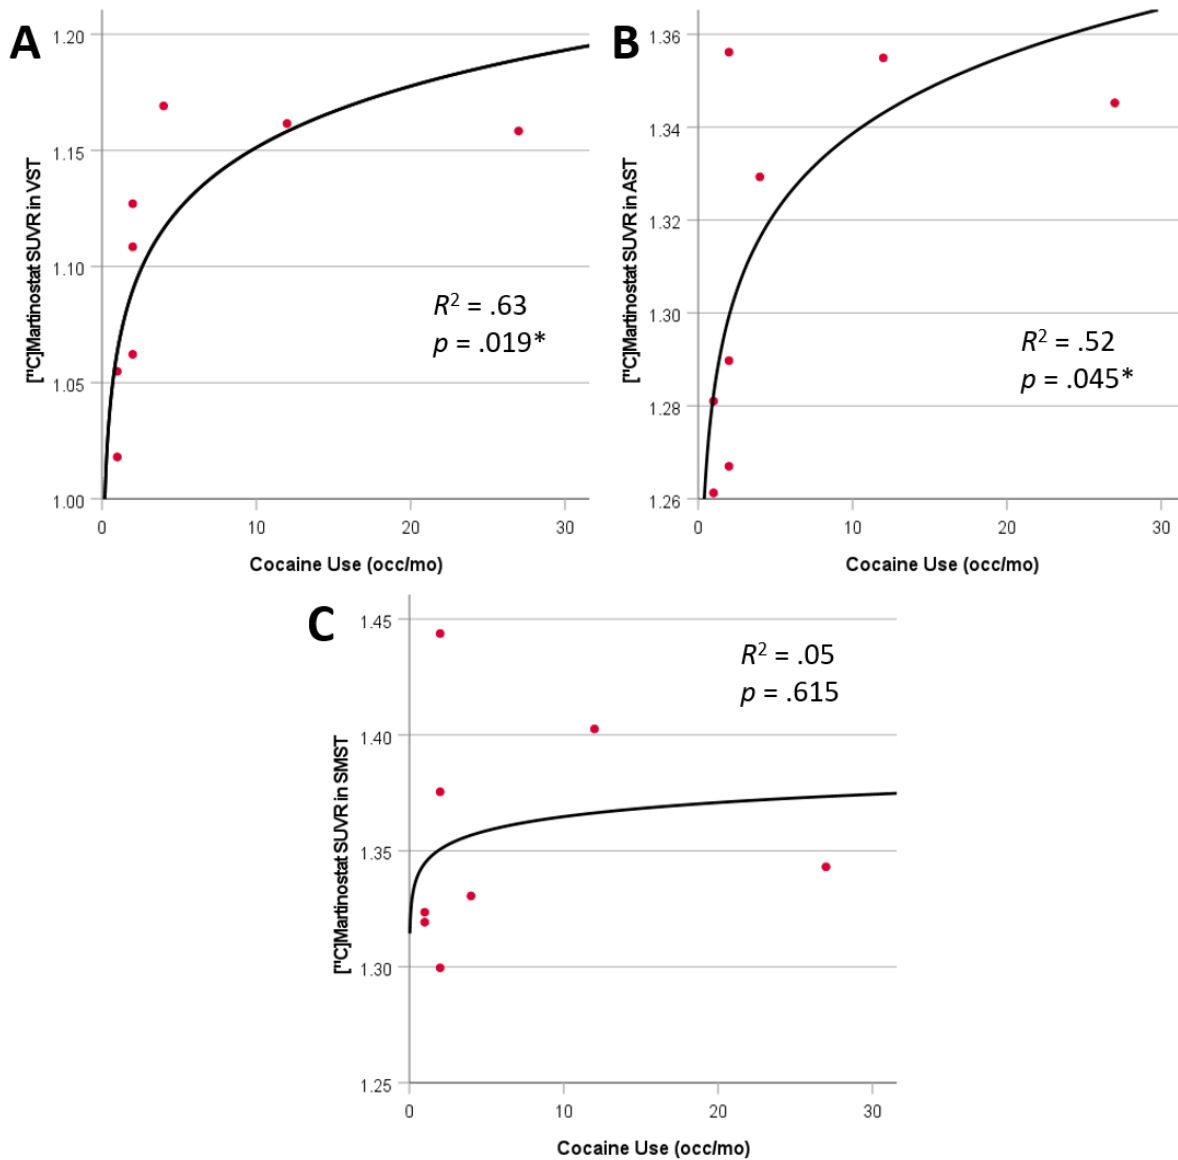 A
[¹¹C]Martinostat SUVR in VST
1.20
1.15
1.10
1.05
1.00
R² = .63
p = .019*
0 10 20 30
Cocaine Use (occ/mo)
B
[¹¹C]Martinostat SUVR in AST
1.36
1.34
1.32
1.30
1.28
1.26
R² = .52
p = .045*
0 10 20 30
Cocaine Use (occ/mo)
C
[¹¹C]Martinostat SUVR in SMST
1.45
1.40
1.35
1.30
1.25
R² = .05
p = .615
0 10 20 30
Cocaine Use (occ/mo)